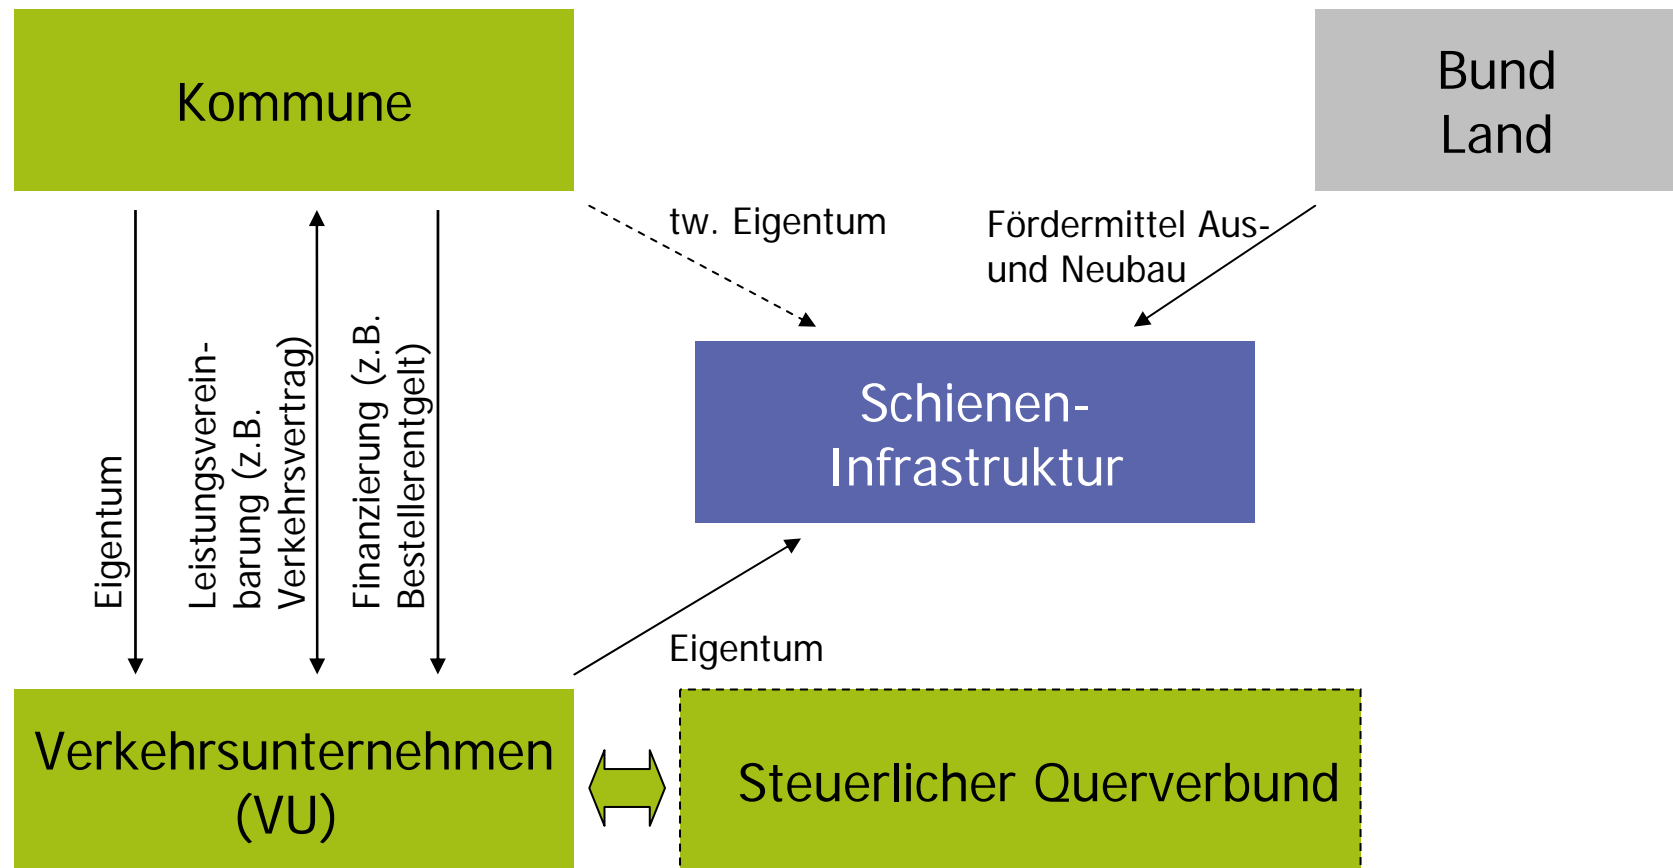 Kommune
Bund
Land
tw. Eigentum
Fördermittel Aus-
und Neubau
Eigentum
Leistungsverein-
barung (z.B.
Verkehrsvertrag)
Finanzierung (z.B.
Bestellerentgelt)
Schienen-
Infrastruktur
Eigentum
Verkehrsunternehmen
(VU)
Steuerlicher Querverbund